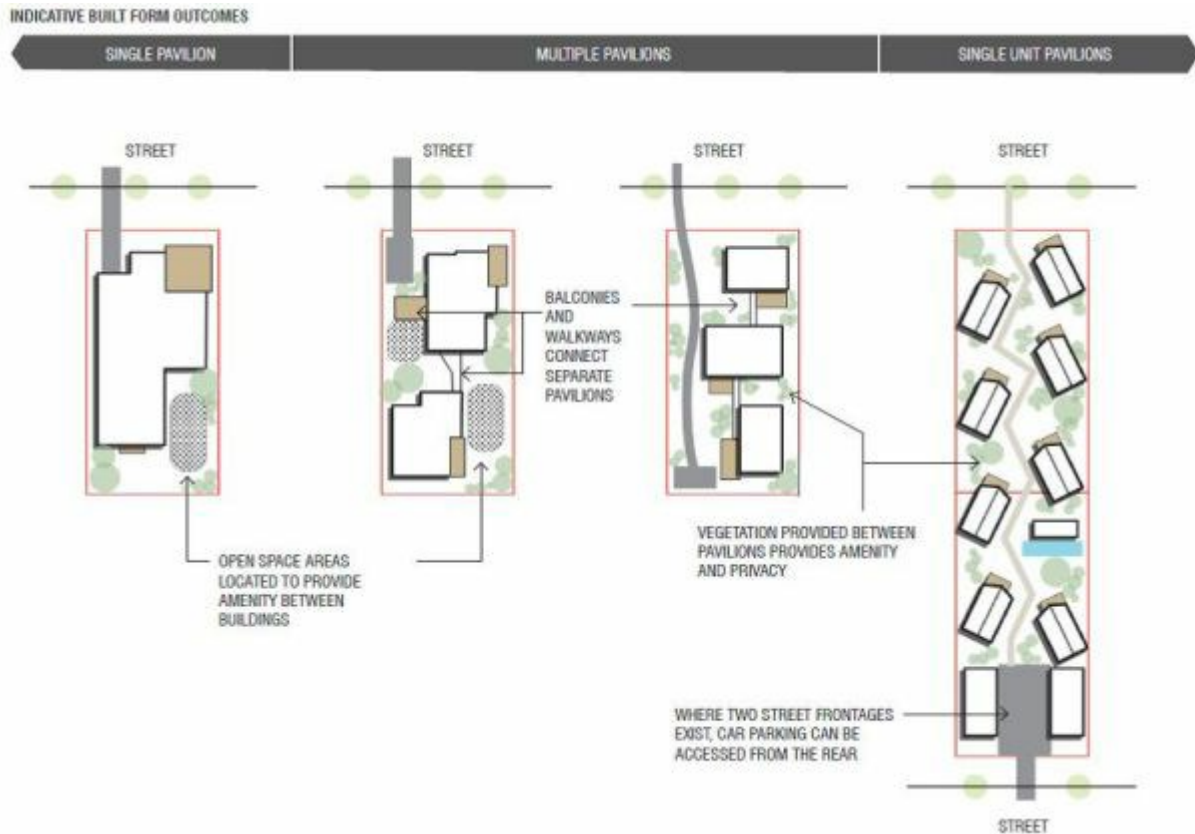 INDICATIVE BUILT FORM OUTCOMES
SINGLE PAVILION
MULTIPLE PAVILIONS
SINGLE UNIT PAVILIONS
STREET
STREET
STREET
STREET
BALCONIES
AND
WALKWAYS
CONNECT
SEPARATE
PAVILIONS
OPEN SPACE AREAS
LOCATED TO PROVIDE
AMENITY BETWEEN
BUILDINGS
VEGETATION PROVIDED BETWEEN
PAVILIONS PROVIDES AMENITY
AND PRIVACY
WHERE TWO STREET FRONTAGES
EXIST, CAR PARKING CAN BE
ACCESSED FROM THE REAR
STREET